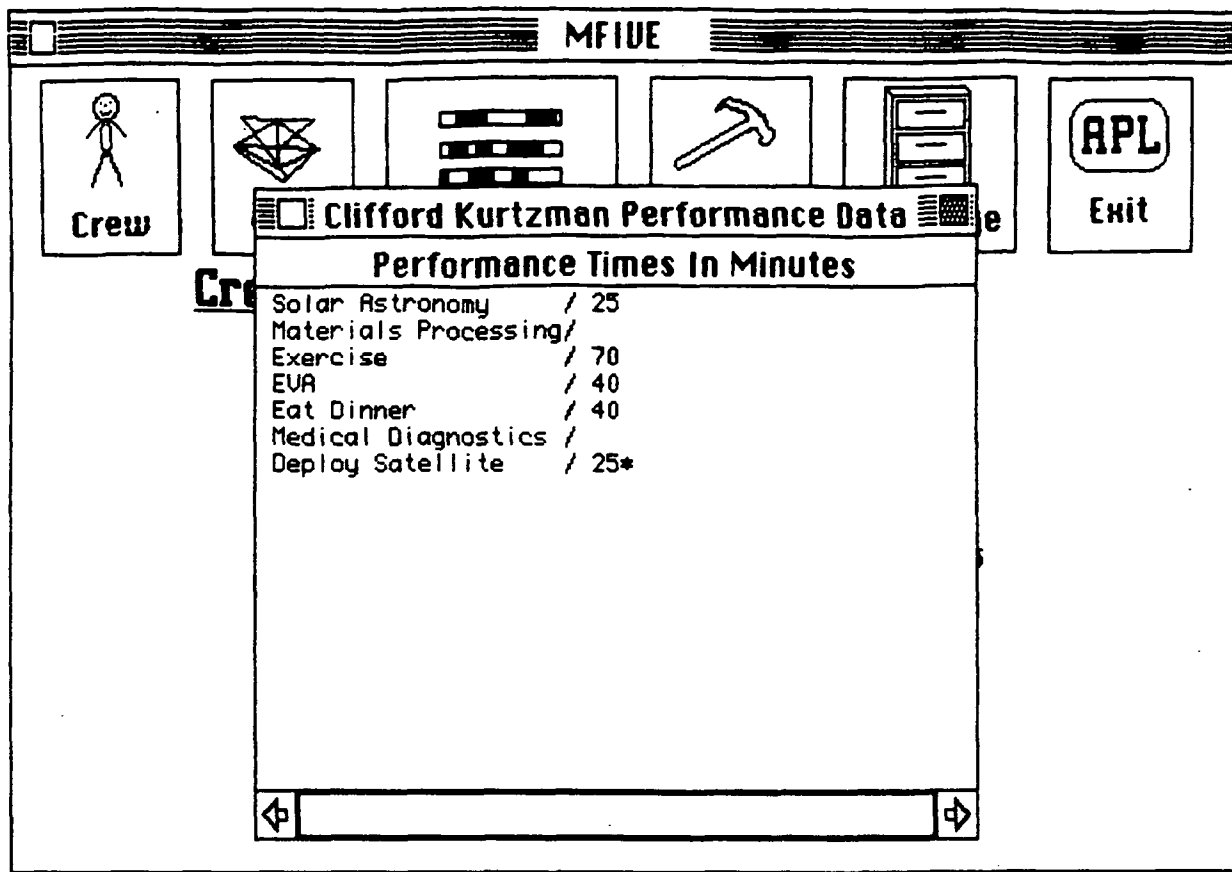 MFIVE
APL
Crew
Exit
Clifford Kurtzman Performance Data
Performance Times In Minutes
Solar Astronomy / 25
Materials Processing/
Exercise / 70
EVA / 40
Eat Dinner / 40
Medical Diagnostics /
Deploy Satellite / 25*